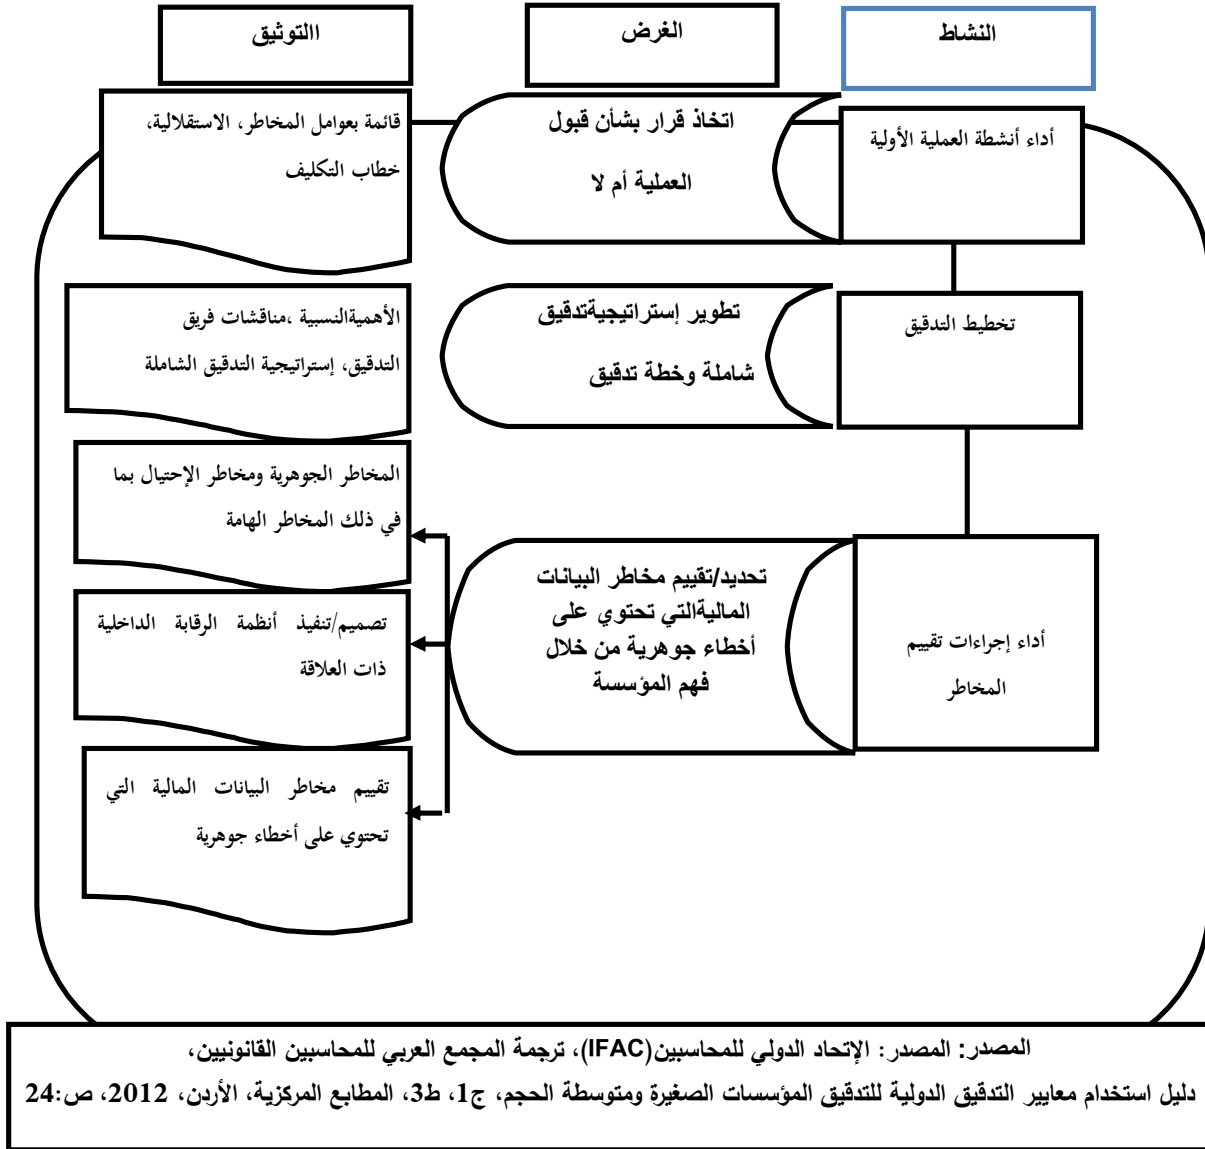 النشاط
الغرض
االتوثيق
أداء أنشطة العملية الأولية
اتخاذ قرار بشأن قبول
العملية أم لا
قائمة بعوامل المخاطر، الاستقلالية،
خطاب التكليف
تخطيط التدقيق
تطوير إستراتيجيةتدقيق
شاملة وخطة تدقيق
الأهميةالنسبية ،مناقشات فريق
التدقيق، إستراتيجية التدقيق الشاملة
أداء إجراءات تقييم
المخاطر
تحديد/تقييم مخاطر البيانات
الماليةالتي تحتوي على
أخطاء جوهرية من خلال
فهم المؤسسة
المخاطر الجوهرية ومخاطر الإحتيال بما
في ذلك المخاطر الهامة
تصميم/تنفيذ أنظمة الرقابة الداخلية
ذات العلاقة
تقييم مخاطر البيانات المالية التي
تحتوي على أخطاء جوهرية
المصدر: المصدر: الإتحاد الدولي للمحاسبين(IFAC)، ترجمة المجمع العربي للمحاسبين القانونيين،
دليل استخدام معايير التدقيق الدولية للتدقيق المؤسسات الصغيرة ومتوسطة الحجم، ج1، ط3، المطابع المركزية، الأردن، 2012، ص:24